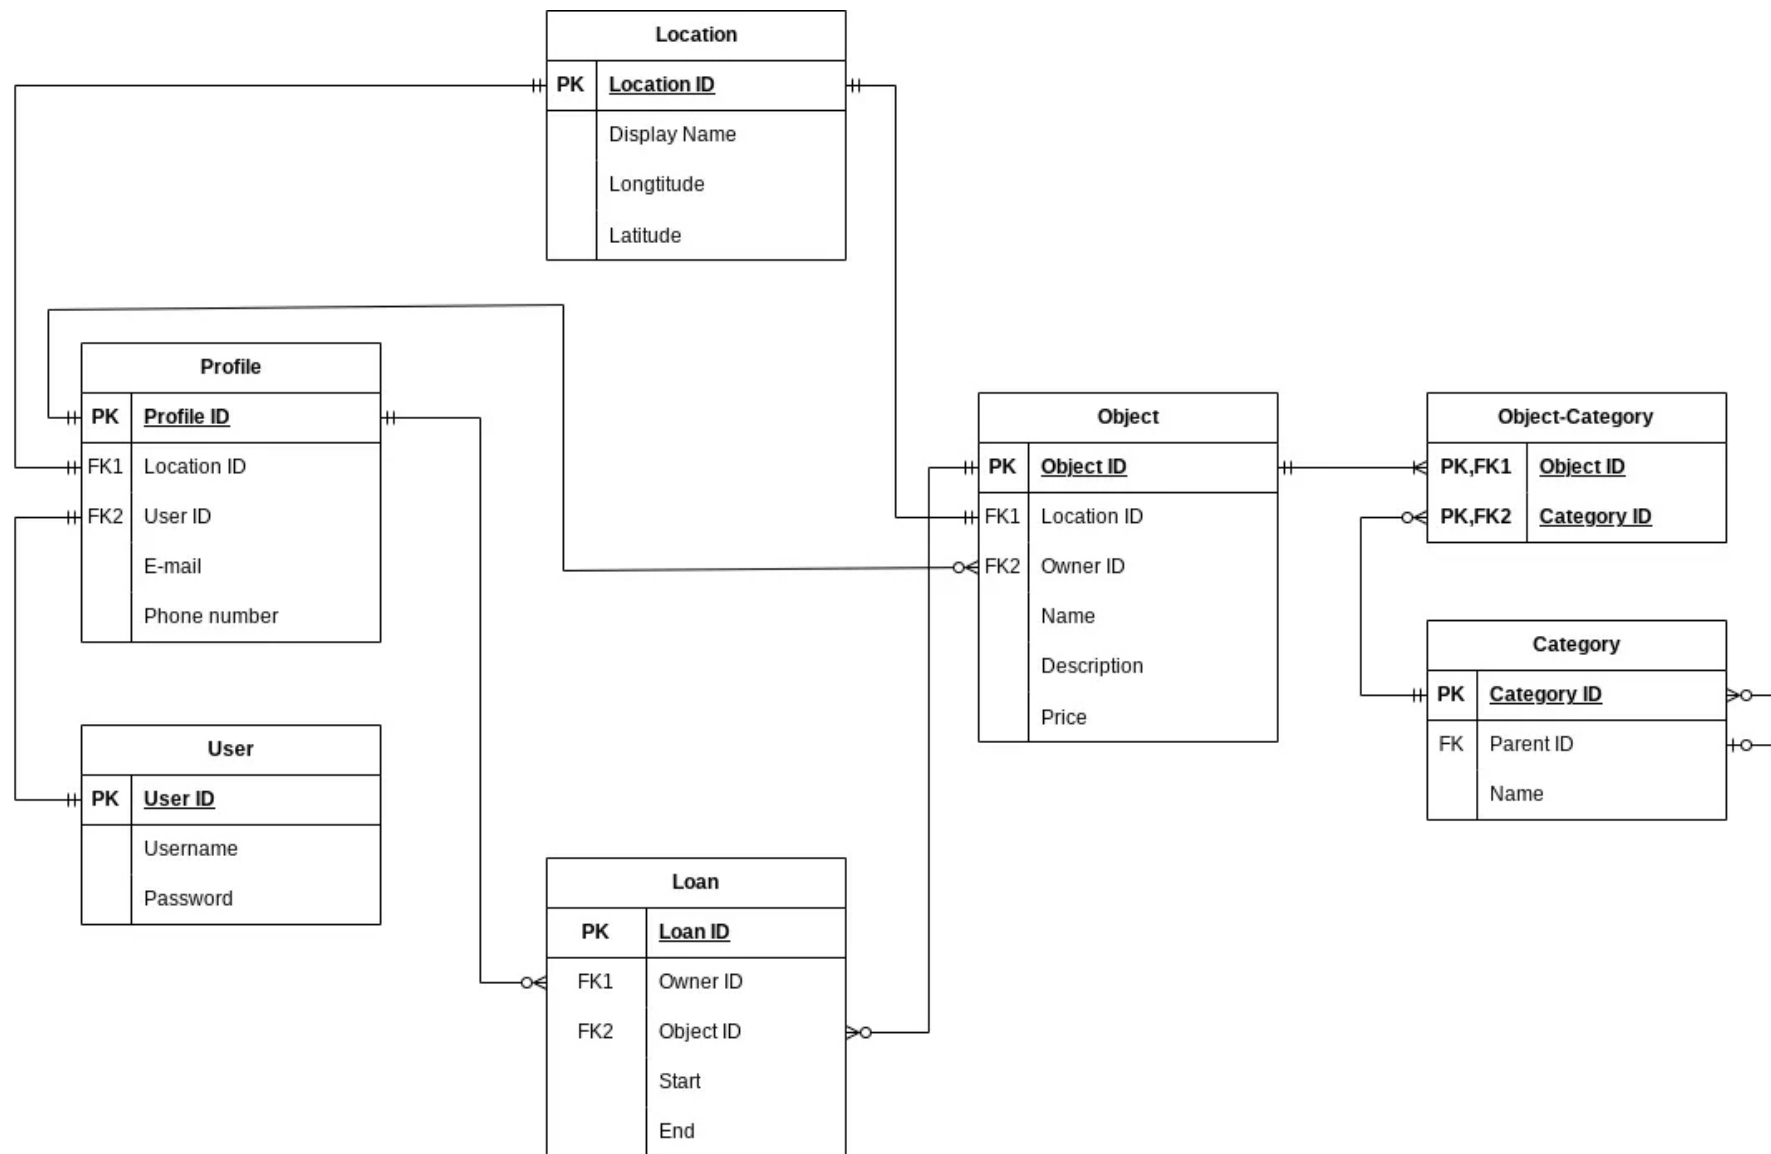 Location
PK Location ID
Display Name
Longtitude
Latitude
Profile
PK Profile ID
FK1 Location ID
FK2 User ID
E-mail
Phone number
Object
PK Object ID
FK1 Location ID
FK2 Owner ID
Name
Description
Price
Object-Category
PK,FK1 Object ID
PK,FK2 Category ID
Category
PK Category ID
FK Parent ID
Name
User
PK User ID
Username
Password
Loan
PK Loan ID
FK1 Owner ID
FK2 Object ID
Start
End